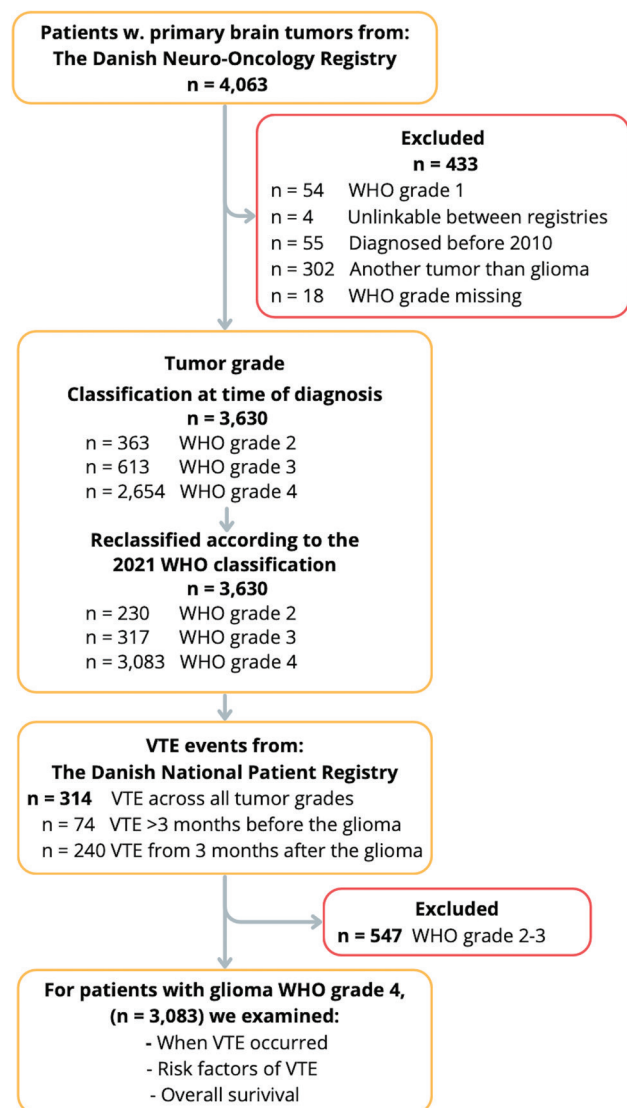 Patients w. primary brain tumors from:
The Danish Neuro-Oncology Registry
n = 4,063
Excluded
n = 433
n = 54 WHO grade 1
n = 4 Unlinkable between registries
n = 55 Diagnosed before 2010
n = 302 Another tumor than glioma
n = 18 WHO grade missing
Tumor grade
Classification at time of diagnosis
n = 3,630
n = 363 WHO grade 2
n = 613 WHO grade 3
n = 2,654 WHO grade 4
Reclassified according to the
2021 WHO classification
n = 3,630
n = 230 WHO grade 2
n = 317 WHO grade 3
n = 3,083 WHO grade 4
VTE events from:
The Danish National Patient Registry
n = 314 VTE across all tumor grades
n = 74 VTE >3 months before the glioma
n = 240 VTE from 3 months after the glioma
Excluded
n = 547 WHO grade 2-3
For patients with glioma WHO grade 4,
(n = 3,083) we examined:
- When VTE occurred
- Risk factors of VTE
- Overall surivival